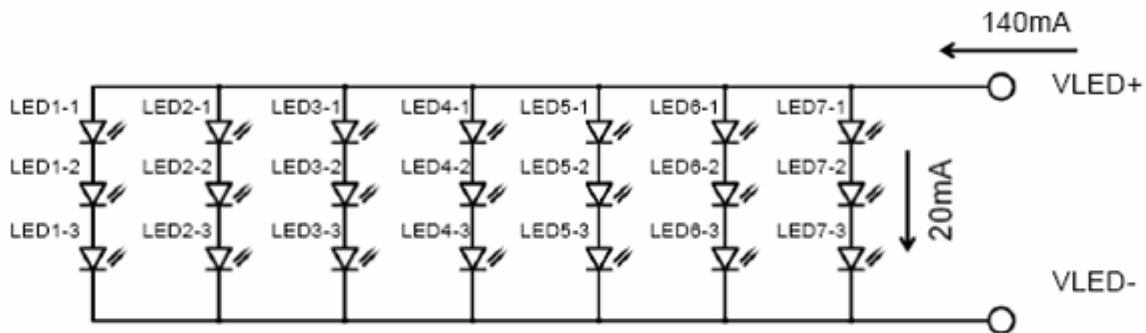 140mA
VLED+
LED1-1 LED2-1 LED3-1 LED4-1 LED5-1 LED6-1 LED7-1
LED1-2 LED2-2 LED3-2 LED4-2 LED5-2 LED6-2 LED7-2
LED1-3 LED2-3 LED3-3 LED4-3 LED5-3 LED6-3 LED7-3
20mA
VLED-